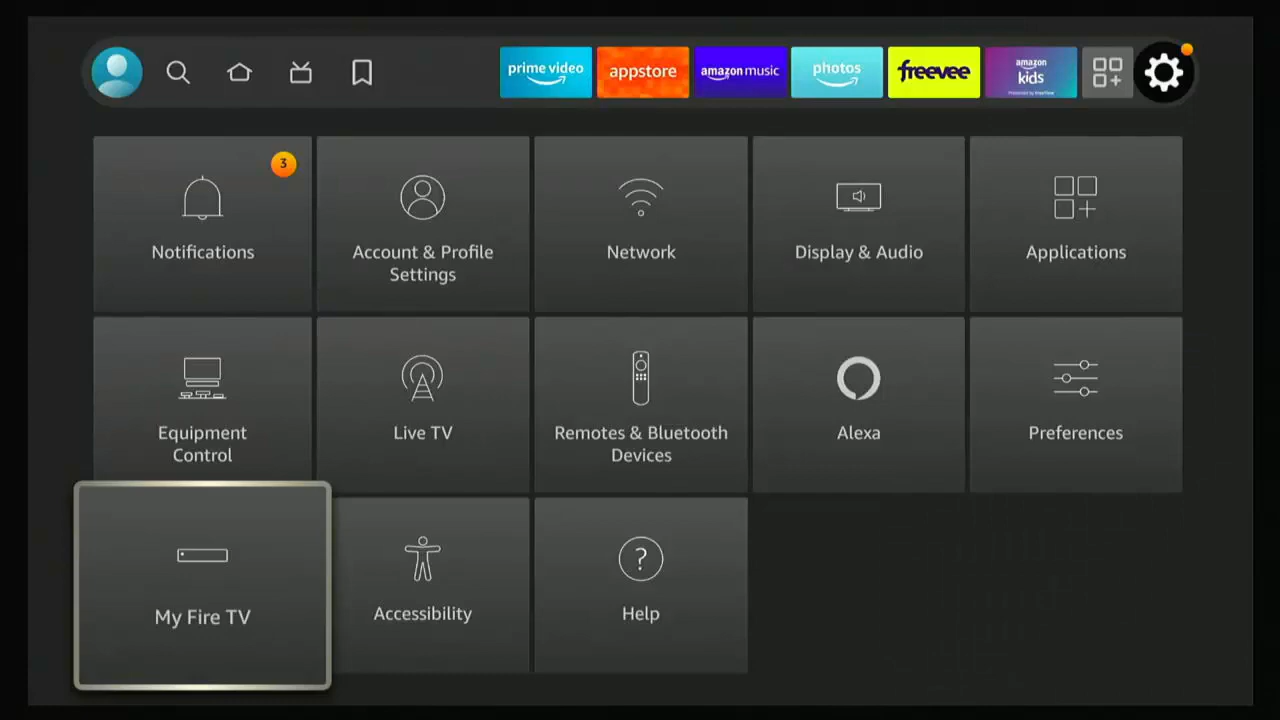 prime video
appstore
amazon music
photos
freevee
amazon
kids
3
Notifications
Account & Profile
Settings
Network
Display & Audio
Applications
Equipment
Control
Live TV
Remotes & Bluetooth
Devices
Alexa
Preferences
My Fire TV
Accessibility
?
Help